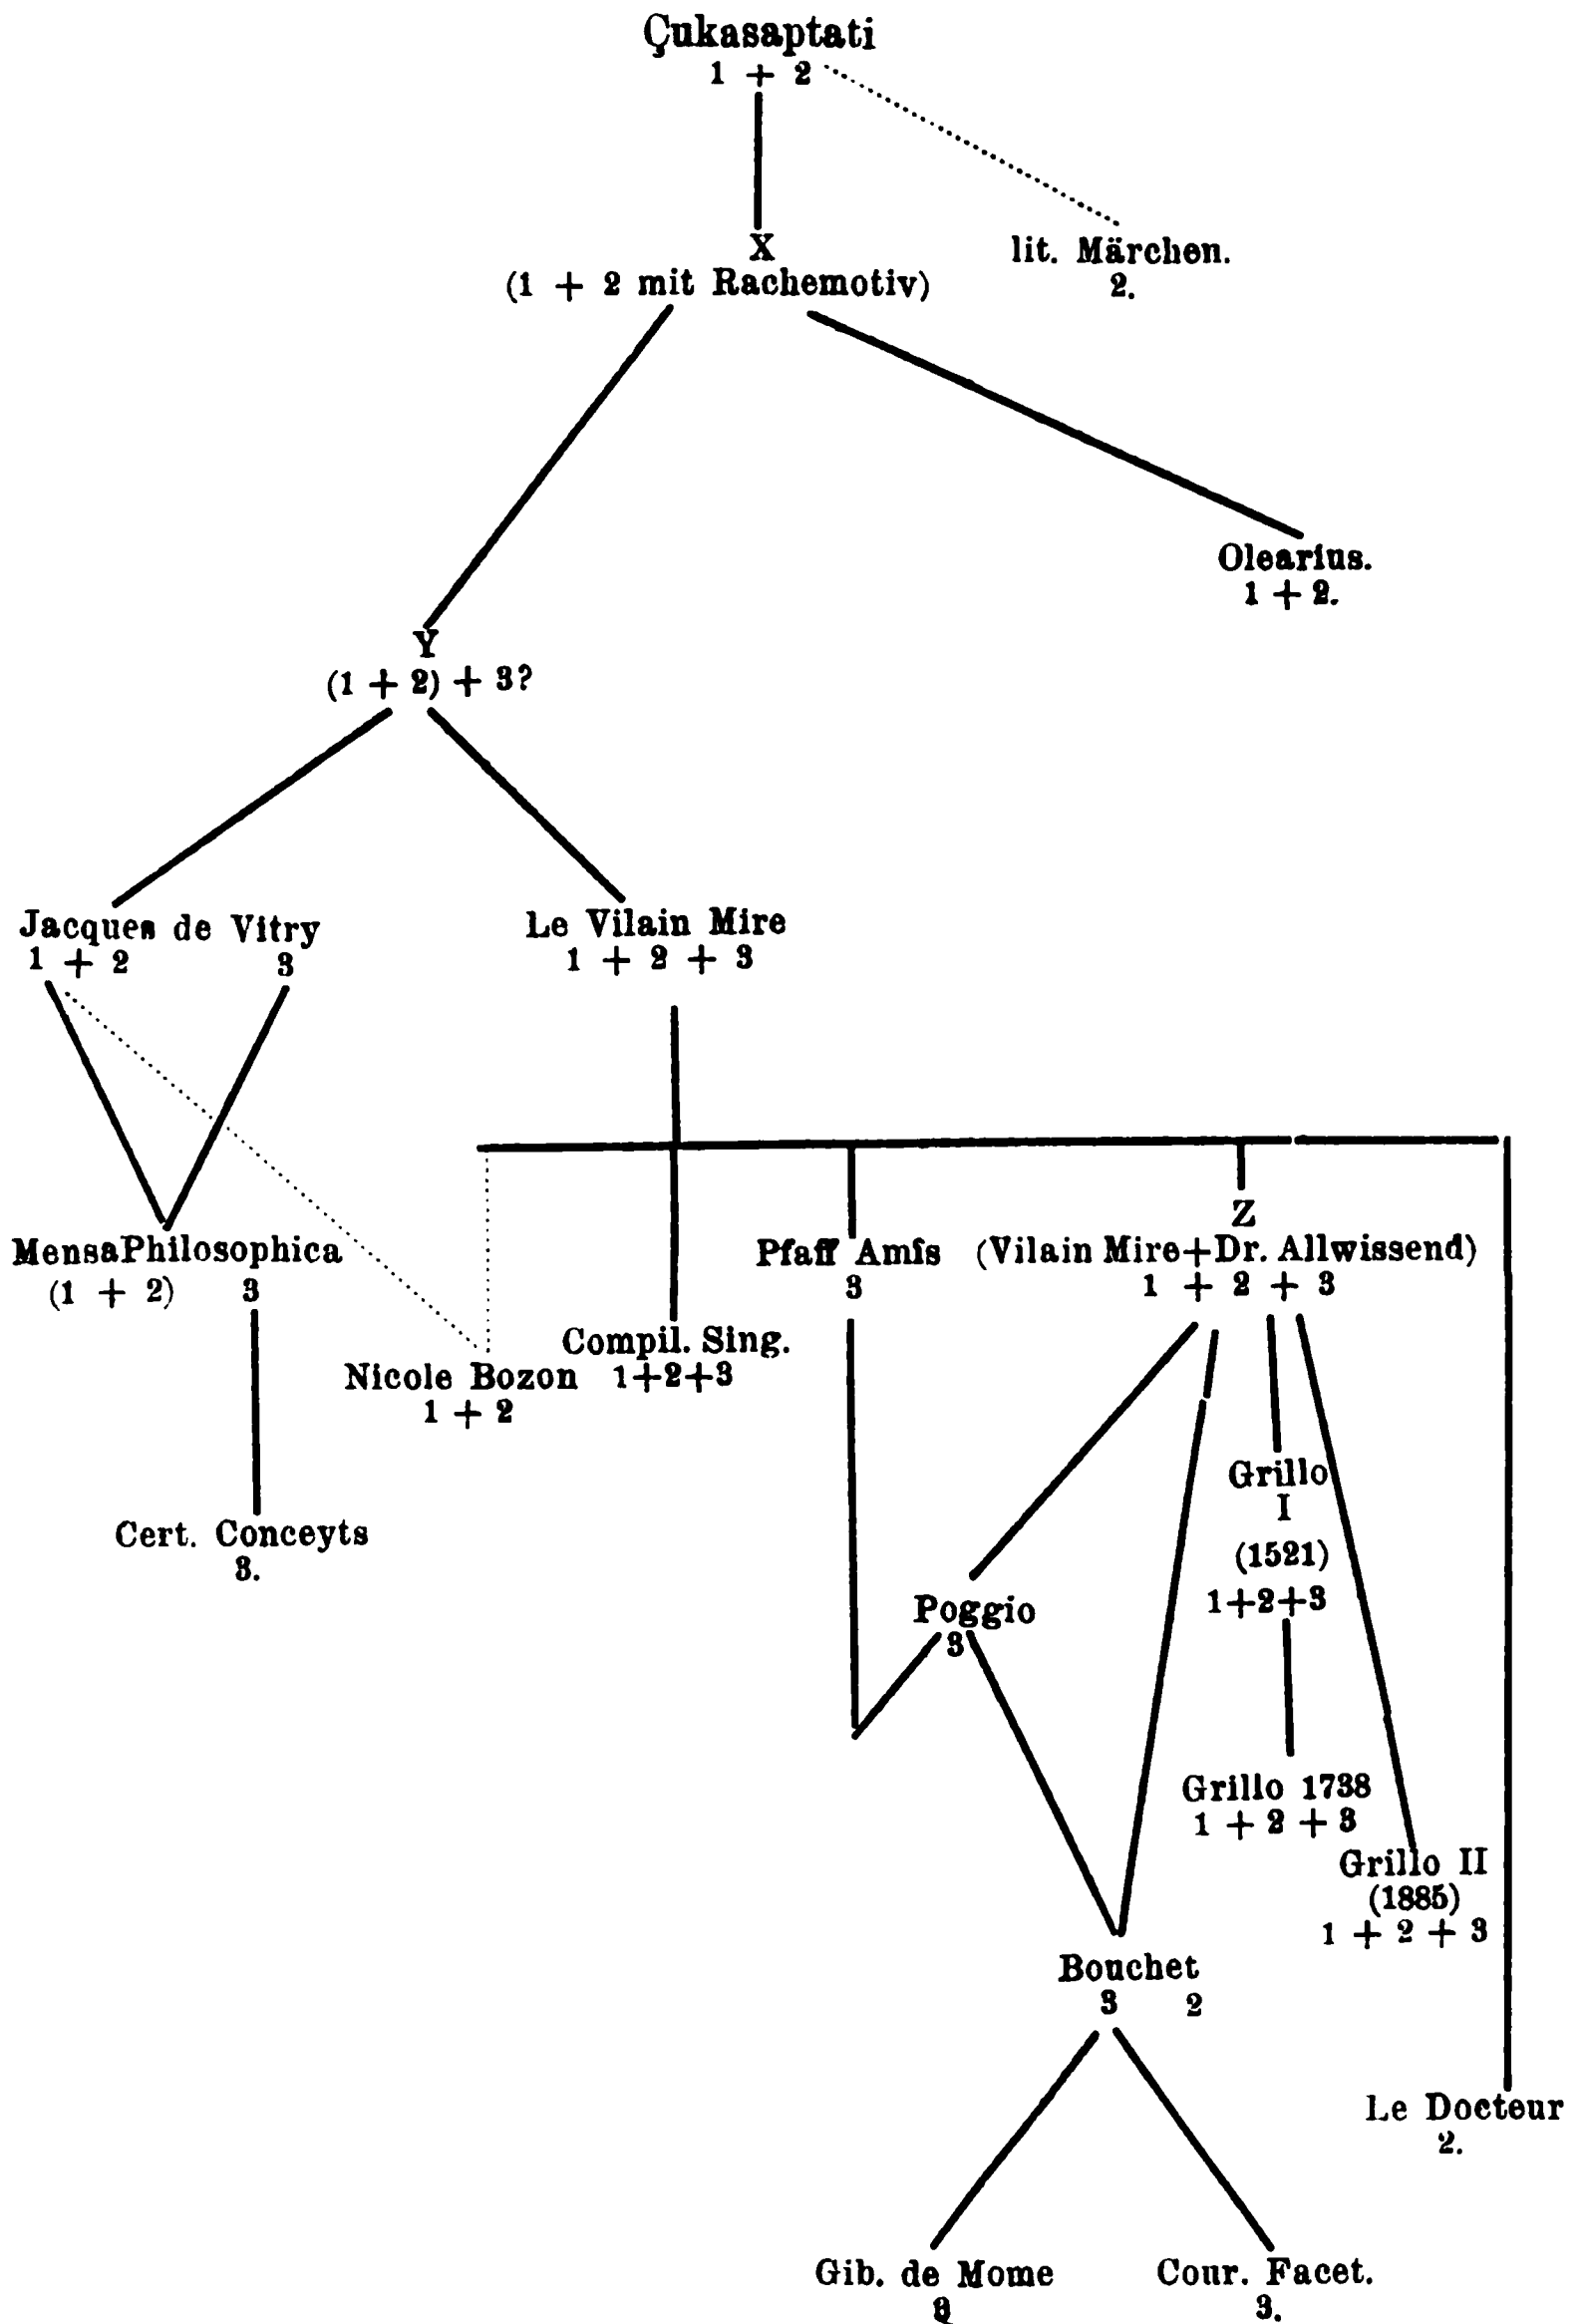 Çukasaptati
1 + 2
X
(1 + 2 mit Rachemotiv)
lit. Märchen.
2.
Olearius.
1 + 2.
Y
(1 + 2) + 3?
Jacques de Vitry
1 + 2 3
Le Vilain Mire
1 + 2 + 3
MensaPhilosophica
(1 + 2) 3
Nicole Bozon
1 + 2
Compil. Sing.
1+2+3
Pfaff Amîs
3
Z
(Vilain Mire+Dr. Allwissend)
1 + 2 + 3
Cert. Conceyts
3.
Grillo
I
(1521)
1+2+3
Poggio
3
Grillo 1738
1 + 2 + 3
Grillo II
(1885)
1 + 2 + 3
Bouchet
3 2
Le Docteur
2.
Gib. de Mome
3
Cour. Facet.
3.